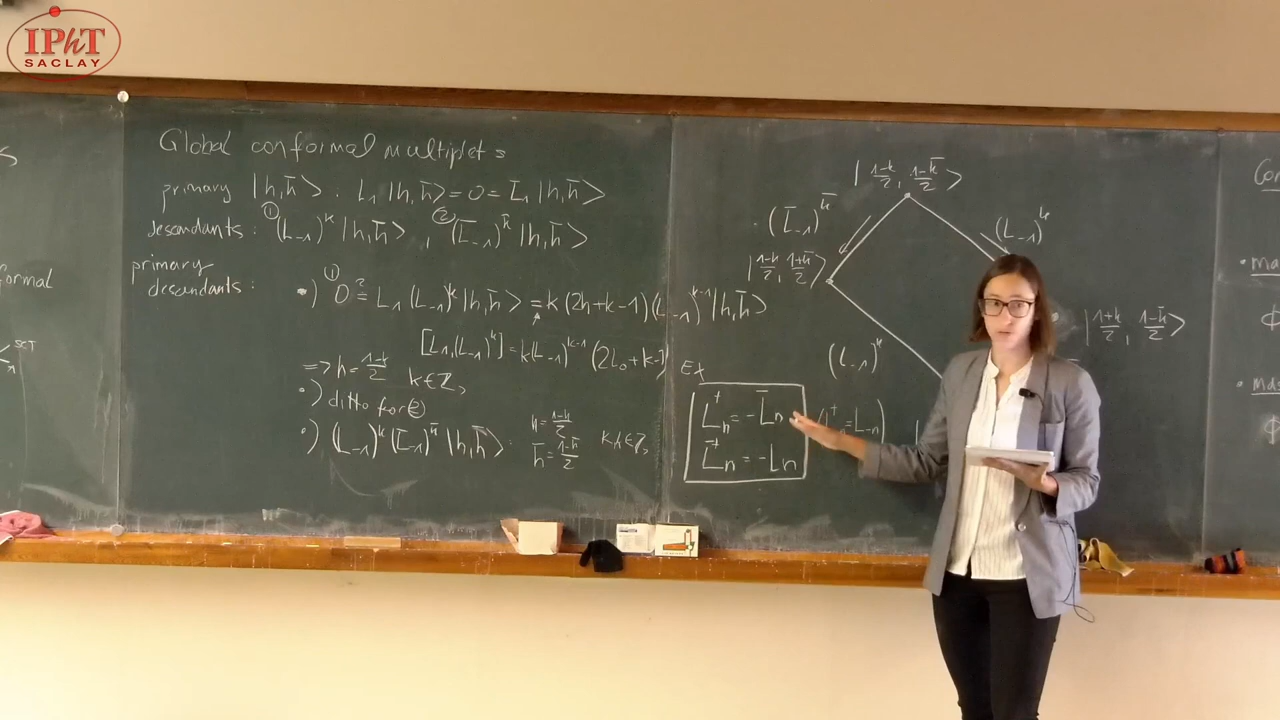 IPhT
SACLAY
Global conformal multiplets
primary |h,h̄> : L₁ |h,h̄> = 0 = L̄₁ |h,h̄>
descendants: ① (L₋₁)^k |h,h̄> , ② (L̄₋₁)^k̄ |h,h̄>
primary
descendants :
•) ① 0 ?= L₁ (L₋₁)^k |h,h̄> = k (2h+k-1) (L₋₁)^{k-1} |h,h̄>
[L₁,(L₋₁)^k] = k(L₋₁)^{k-1} (2L₀+k-1)
=> h = (1-k)/2 k∈ℤ,
•) ditto for ②
•) (L₋₁)^k (L̄₋₁)^k̄ |h,h̄> : h = (1-k)/2
h̄ = (1-k̄)/2
| (1-k)/2 , (1-k̄)/2 >
(L̄₋₁)^k̄
(L₋₁)^k
| (1-k)/2 , (1+k̄)/2 >
| (1+k)/2 , (1-k̄)/2 >
(L₋₁)^k
Ex
L†ₙ = - L̄ₙ
L̄†ₙ = - Lₙ
(L†ₙ = L₋ₙ)
formal
SCT